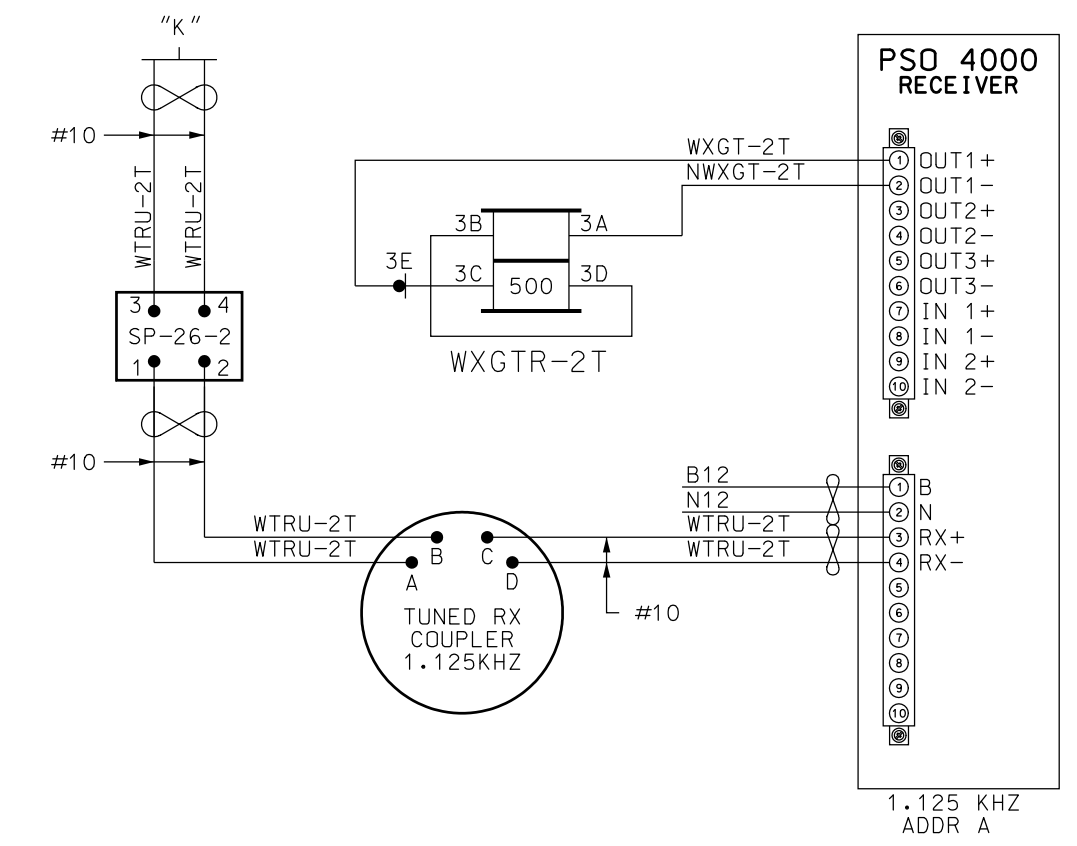 "K"
#10
WTRU-2T
WTRU-2T
3
4
SP-26-2
1
2
#10
WTRU-2T
WTRU-2T
B
C
A
D
TUNED RX
COUPLER
1.125KHZ
#10
WXGT-2T
NWXGT-2T
3B
3A
3E
3C
500
3D
WXGTR-2T
B12
N12
WTRU-2T
WTRU-2T
PSO 4000
RECEIVER
1 OUT1+
2 OUT1-
3 OUT2+
4 OUT2-
5 OUT3+
6 OUT3-
7 IN 1+
8 IN 1-
9 IN 2+
10 IN 2-
1 B
2 N
3 RX+
4 RX-
5
6
7
8
9
10
1.125 KHZ
ADDR A